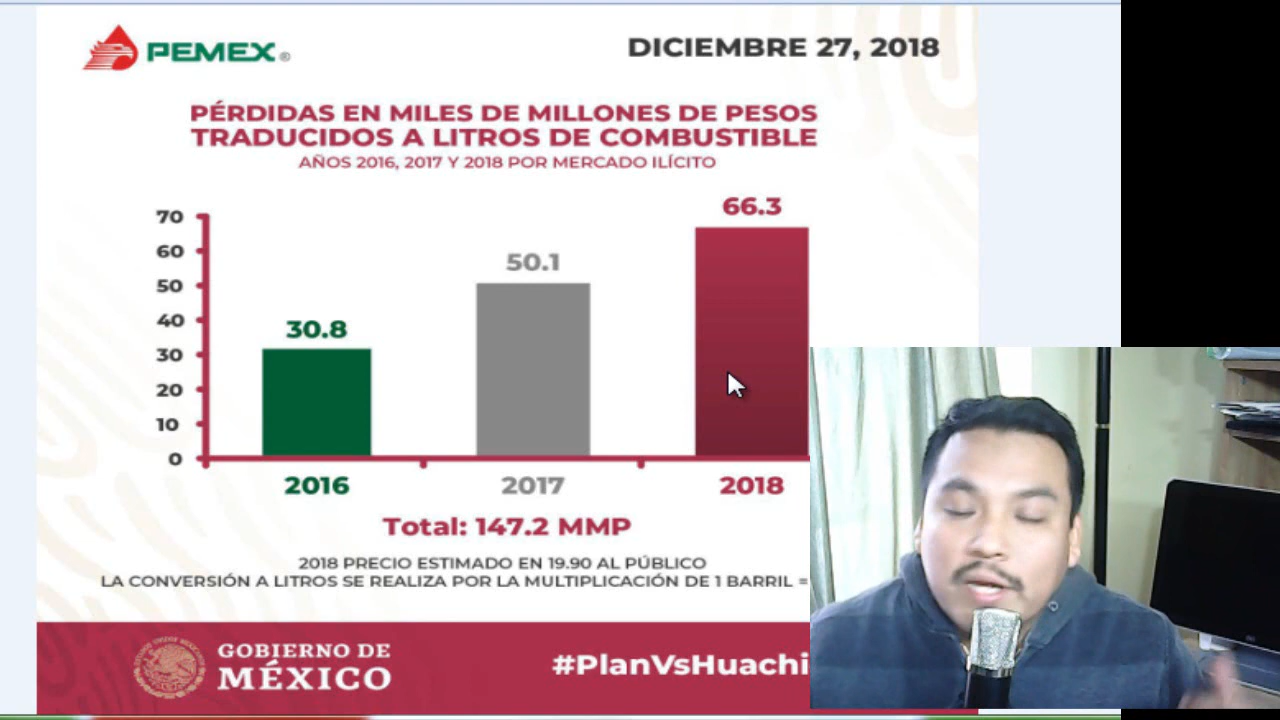 PEMEX®
DICIEMBRE 27, 2018
PÉRDIDAS EN MILES DE MILLONES DE PESOS
TRADUCIDOS A LITROS DE COMBUSTIBLE
AÑOS 2016, 2017 Y 2018 POR MERCADO ILÍCITO
70
60
50
40
30
20
10
0
30.8
50.1
66.3
2016
2017
2018
Total: 147.2 MMP
2018 PRECIO ESTIMADO EN 19.90 AL PÚBLICO
LA CONVERSIÓN A LITROS SE REALIZA POR LA MULTIPLICACIÓN DE 1 BARRIL =
GOBIERNO DE
MÉXICO
#PlanVsHuachi